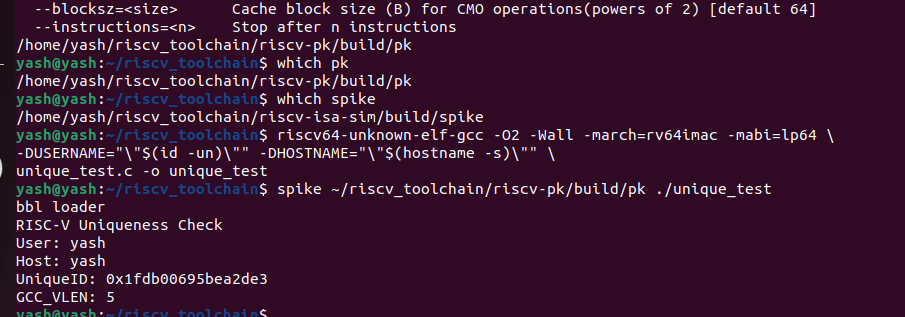 --blocksz=<size>      Cache block size (B) for CMO operations(powers of 2) [default 64]
--instructions=<n>    Stop after n instructions
/home/yash/riscv_toolchain/riscv-pk/build/pk
yash@yash:~/riscv_toolchain$ which pk
/home/yash/riscv_toolchain/riscv-pk/build/pk
yash@yash:~/riscv_toolchain$ which spike
/home/yash/riscv_toolchain/riscv-isa-sim/build/spike
yash@yash:~/riscv_toolchain$ riscv64-unknown-elf-gcc -O2 -Wall -march=rv64imac -mabi=lp64 \
-DUSERNAME="\"$(id -un)\"" -DHOSTNAME="\"$(hostname -s)\"" \
unique_test.c -o unique_test
yash@yash:~/riscv_toolchain$ spike ~/riscv_toolchain/riscv-pk/build/pk ./unique_test
bbl loader
RISC-V Uniqueness Check
User: yash
Host: yash
UniqueID: 0x1fdb00695bea2de3
GCC_VLEN: 5
yash@yash:~/riscv_toolchain$